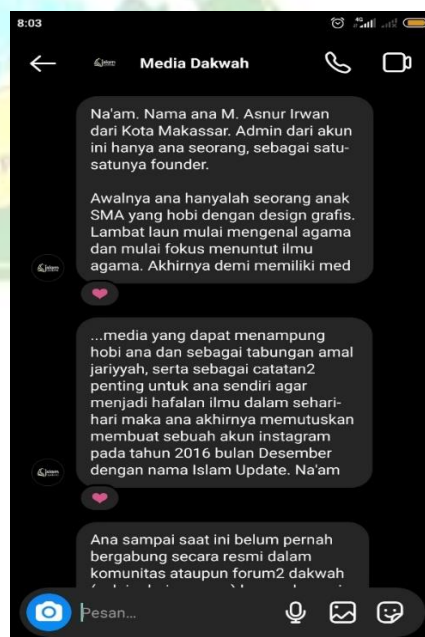 8:03
4G
Media Dakwah
Na'am. Nama ana M. Asnur Irwan
dari Kota Makassar. Admin dari akun
ini hanya ana seorang, sebagai satu-
satunya founder.
Awalnya ana hanyalah seorang anak
SMA yang hobi dengan design grafis.
Lambat laun mulai mengenal agama
dan mulai fokus menuntut ilmu
agama. Akhirnya demi memiliki med
...media yang dapat menampung
hobi ana dan sebagai tabungan amal
jariyyah, serta sebagai catatan2
penting untuk ana sendiri agar
menjadi hafalan ilmu dalam sehari-
hari maka ana akhirnya memutuskan
membuat sebuah akun instagram
pada tahun 2016 bulan Desember
dengan nama Islam Update. Na'am
Ana sampai saat ini belum pernah
bergabung secara resmi dalam
komunitas ataupun forum2 dakwah
Pesan...